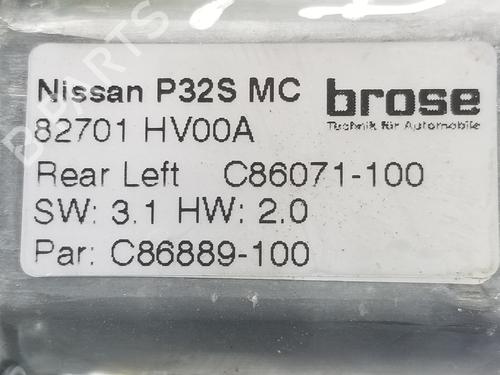 Nissan P32S MC
brose
Technik für Automobile
82701 HV00A
Rear Left C86071-100
SW: 3.1 HW: 2.0
Par: C86889-100